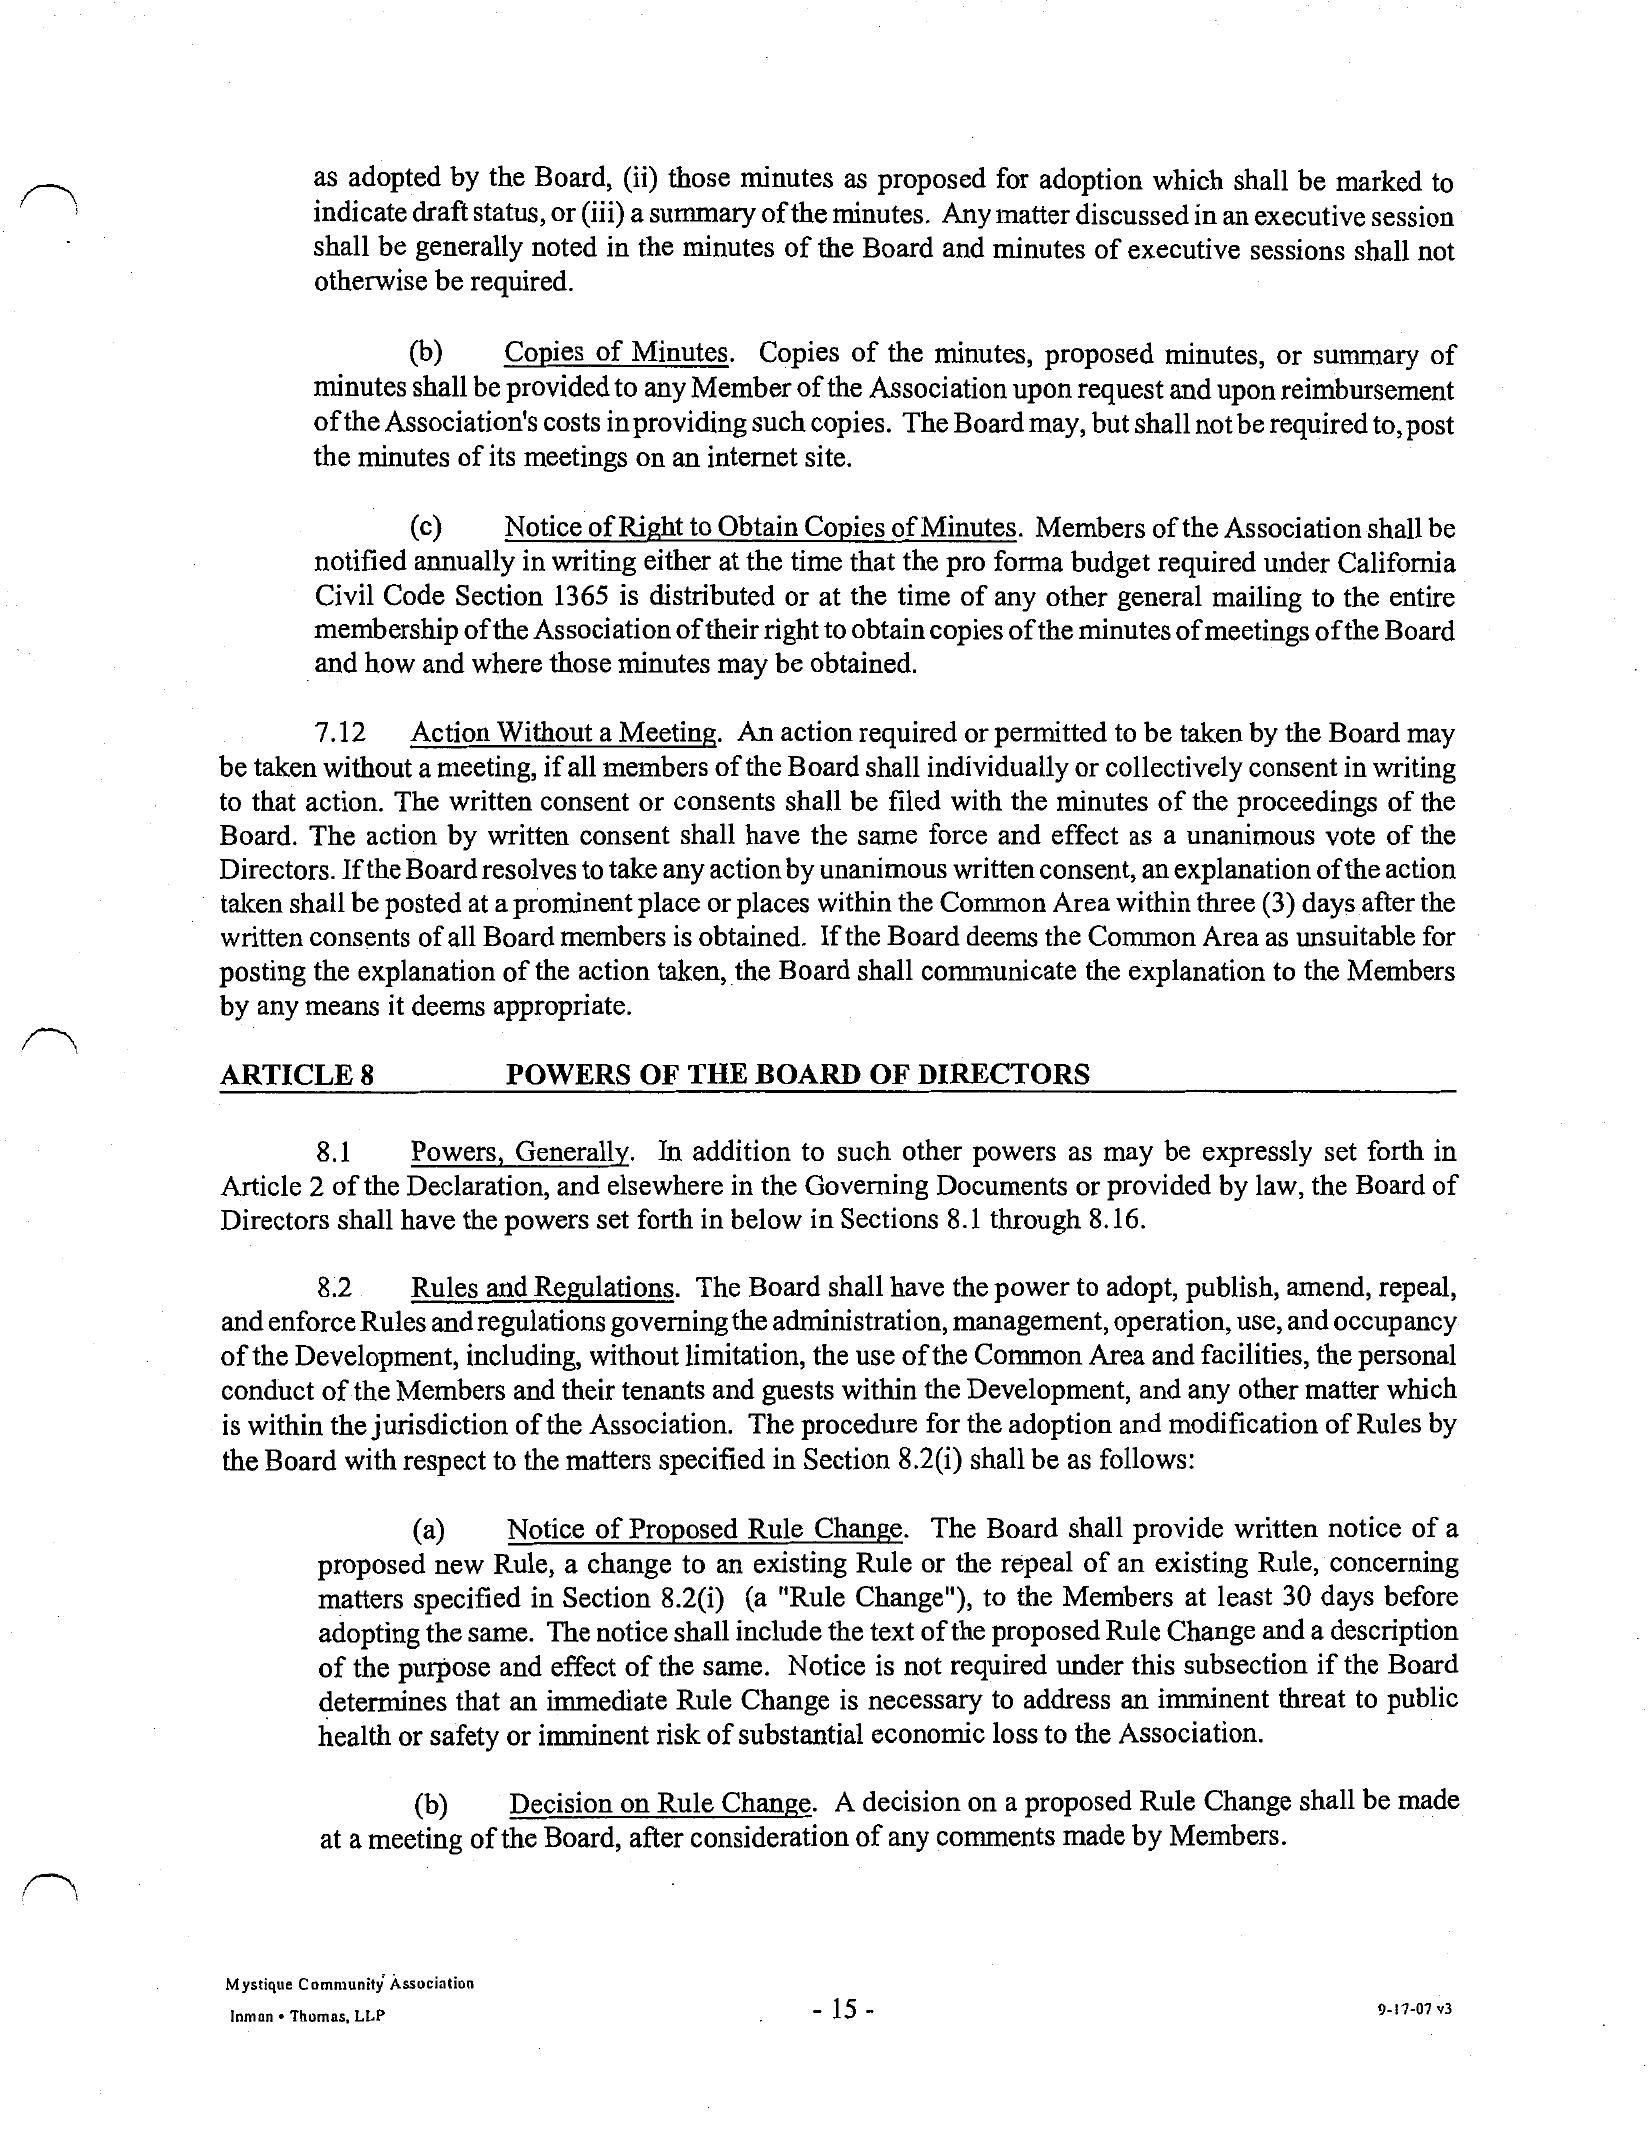 as adopted by the Board, (ii) those minutes as proposed for adoption which shall be marked to
indicate draft status, or (iii) a summary of the minutes. Any matter discussed in an executive session
shall be generally noted in the minutes of the Board and minutes of executive sessions shall not
otherwise be required.
(b) Copies of Minutes. Copies of the minutes, proposed minutes, or summary of
minutes shall be provided to any Member of the Association upon request and upon reimbursement
of the Association's costs in providing such copies. The Board may, but shall not be required to, post
the minutes of its meetings on an internet site.
(c) Notice of Right to Obtain Copies of Minutes. Members of the Association shall be
notified annually in writing either at the time that the pro forma budget required under California
Civil Code Section 1365 is distributed or at the time of any other general mailing to the entire
membership of the Association of their right to obtain copies of the minutes of meetings of the Board
and how and where those minutes may be obtained.
7.12 Action Without a Meeting. An action required or permitted to be taken by the Board may
be taken without a meeting, if all members of the Board shall individually or collectively consent in writing
to that action. The written consent or consents shall be filed with the minutes of the proceedings of the
Board. The action by written consent shall have the same force and effect as a unanimous vote of the
Directors. If the Board resolves to take any action by unanimous written consent, an explanation of the action
taken shall be posted at a prominent place or places within the Common Area within three (3) days after the
written consents of all Board members is obtained. If the Board deems the Common Area as unsuitable for
posting the explanation of the action taken, the Board shall communicate the explanation to the Members
by any means it deems appropriate.
ARTICLE 8 POWERS OF THE BOARD OF DIRECTORS
8.1 Powers, Generally. In addition to such other powers as may be expressly set forth in
Article 2 of the Declaration, and elsewhere in the Governing Documents or provided by law, the Board of
Directors shall have the powers set forth in below in Sections 8.1 through 8.16.
8.2 Rules and Regulations. The Board shall have the power to adopt, publish, amend, repeal,
and enforce Rules and regulations governing the administration, management, operation, use, and occupancy
of the Development, including, without limitation, the use of the Common Area and facilities, the personal
conduct of the Members and their tenants and guests within the Development, and any other matter which
is within the jurisdiction of the Association. The procedure for the adoption and modification of Rules by
the Board with respect to the matters specified in Section 8.2(i) shall be as follows:
(a) Notice of Proposed Rule Change. The Board shall provide written notice of a
proposed new Rule, a change to an existing Rule or the repeal of an existing Rule, concerning
matters specified in Section 8.2(i) (a "Rule Change"), to the Members at least 30 days before
adopting the same. The notice shall include the text of the proposed Rule Change and a description
of the purpose and effect of the same. Notice is not required under this subsection if the Board
determines that an immediate Rule Change is necessary to address an imminent threat to public
health or safety or imminent risk of substantial economic loss to the Association.
(b) Decision on Rule Change. A decision on a proposed Rule Change shall be made
at a meeting of the Board, after consideration of any comments made by Members.
Mystique Community Association
Inman • Thomas, LLP
- 15 -
9-17-07 v3